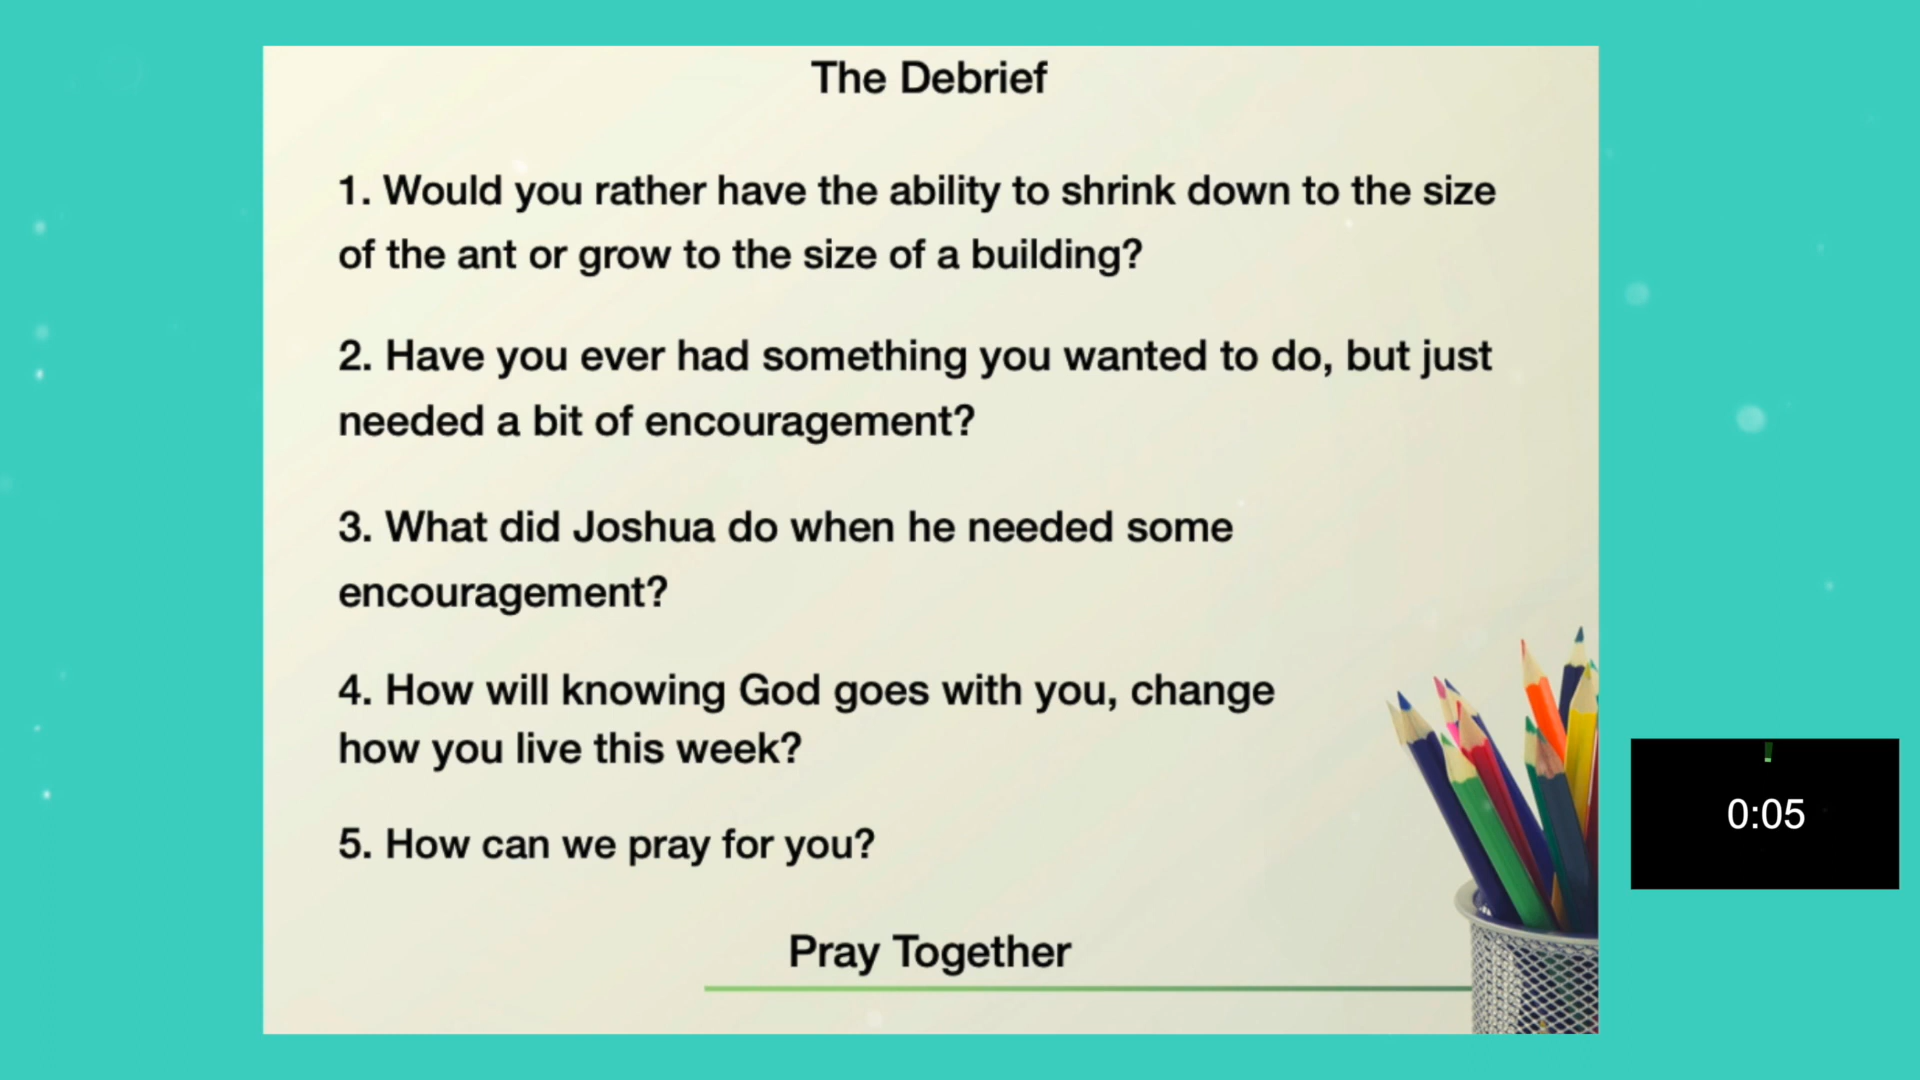 The Debrief
1. Would you rather have the ability to shrink down to the size
of the ant or grow to the size of a building?
2. Have you ever had something you wanted to do, but just
needed a bit of encouragement?
3. What did Joshua do when he needed some
encouragement?
4. How will knowing God goes with you, change
how you live this week?
5. How can we pray for you?
Pray Together
0:05